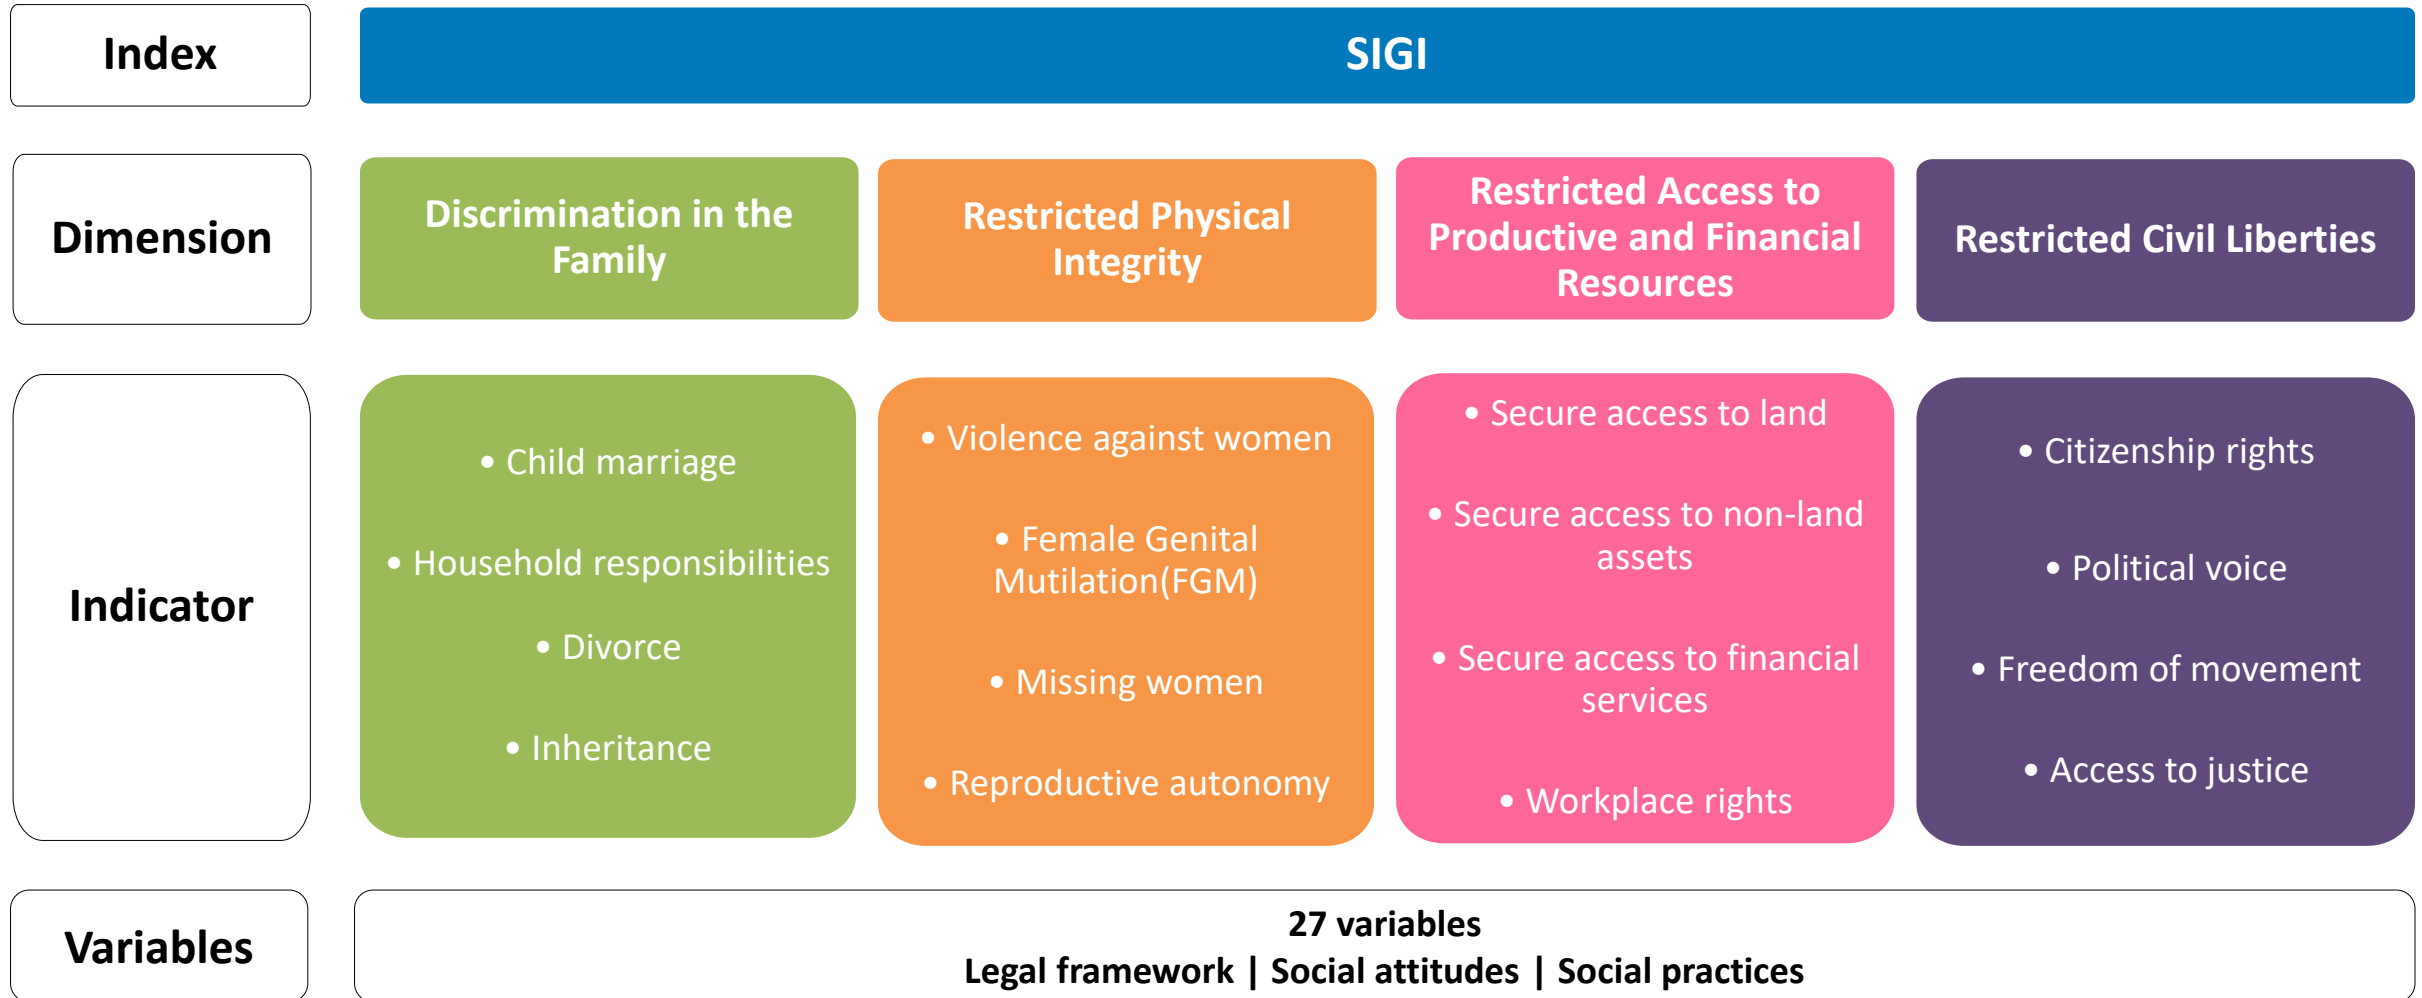 Index
SIGI
Dimension
Discrimination in the
Family
Restricted Physical
Integrity
Restricted Access to
Productive and Financial
Resources
Restricted Civil Liberties
Indicator
• Child marriage
• Household responsibilities
• Divorce
• Inheritance
• Violence against women
• Female Genital
Mutilation(FGM)
• Missing women
• Reproductive autonomy
• Secure access to land
• Secure access to non-land
assets
• Secure access to financial
services
• Workplace rights
• Citizenship rights
• Political voice
• Freedom of movement
• Access to justice
Variables
27 variables
Legal framework | Social attitudes | Social practices